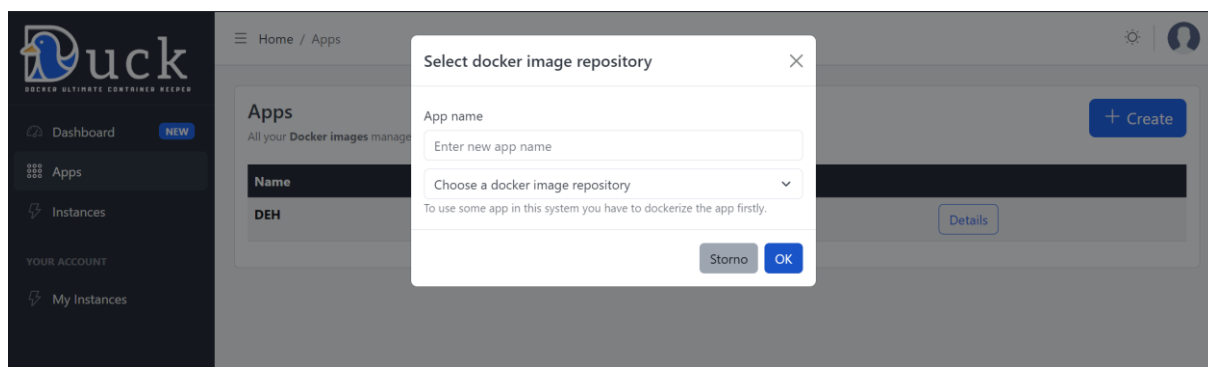 Duck
DOCKER ULTIMATE CONTAINER KEEPER
Dashboard NEW
Apps
Instances
YOUR ACCOUNT
My Instances
Home / Apps
Apps
All your Docker images manage
+ Create
Name
DEH
Details
Select docker image repository
App name
Enter new app name
Choose a docker image repository
To use some app in this system you have to dockerize the app firstly.
Storno OK